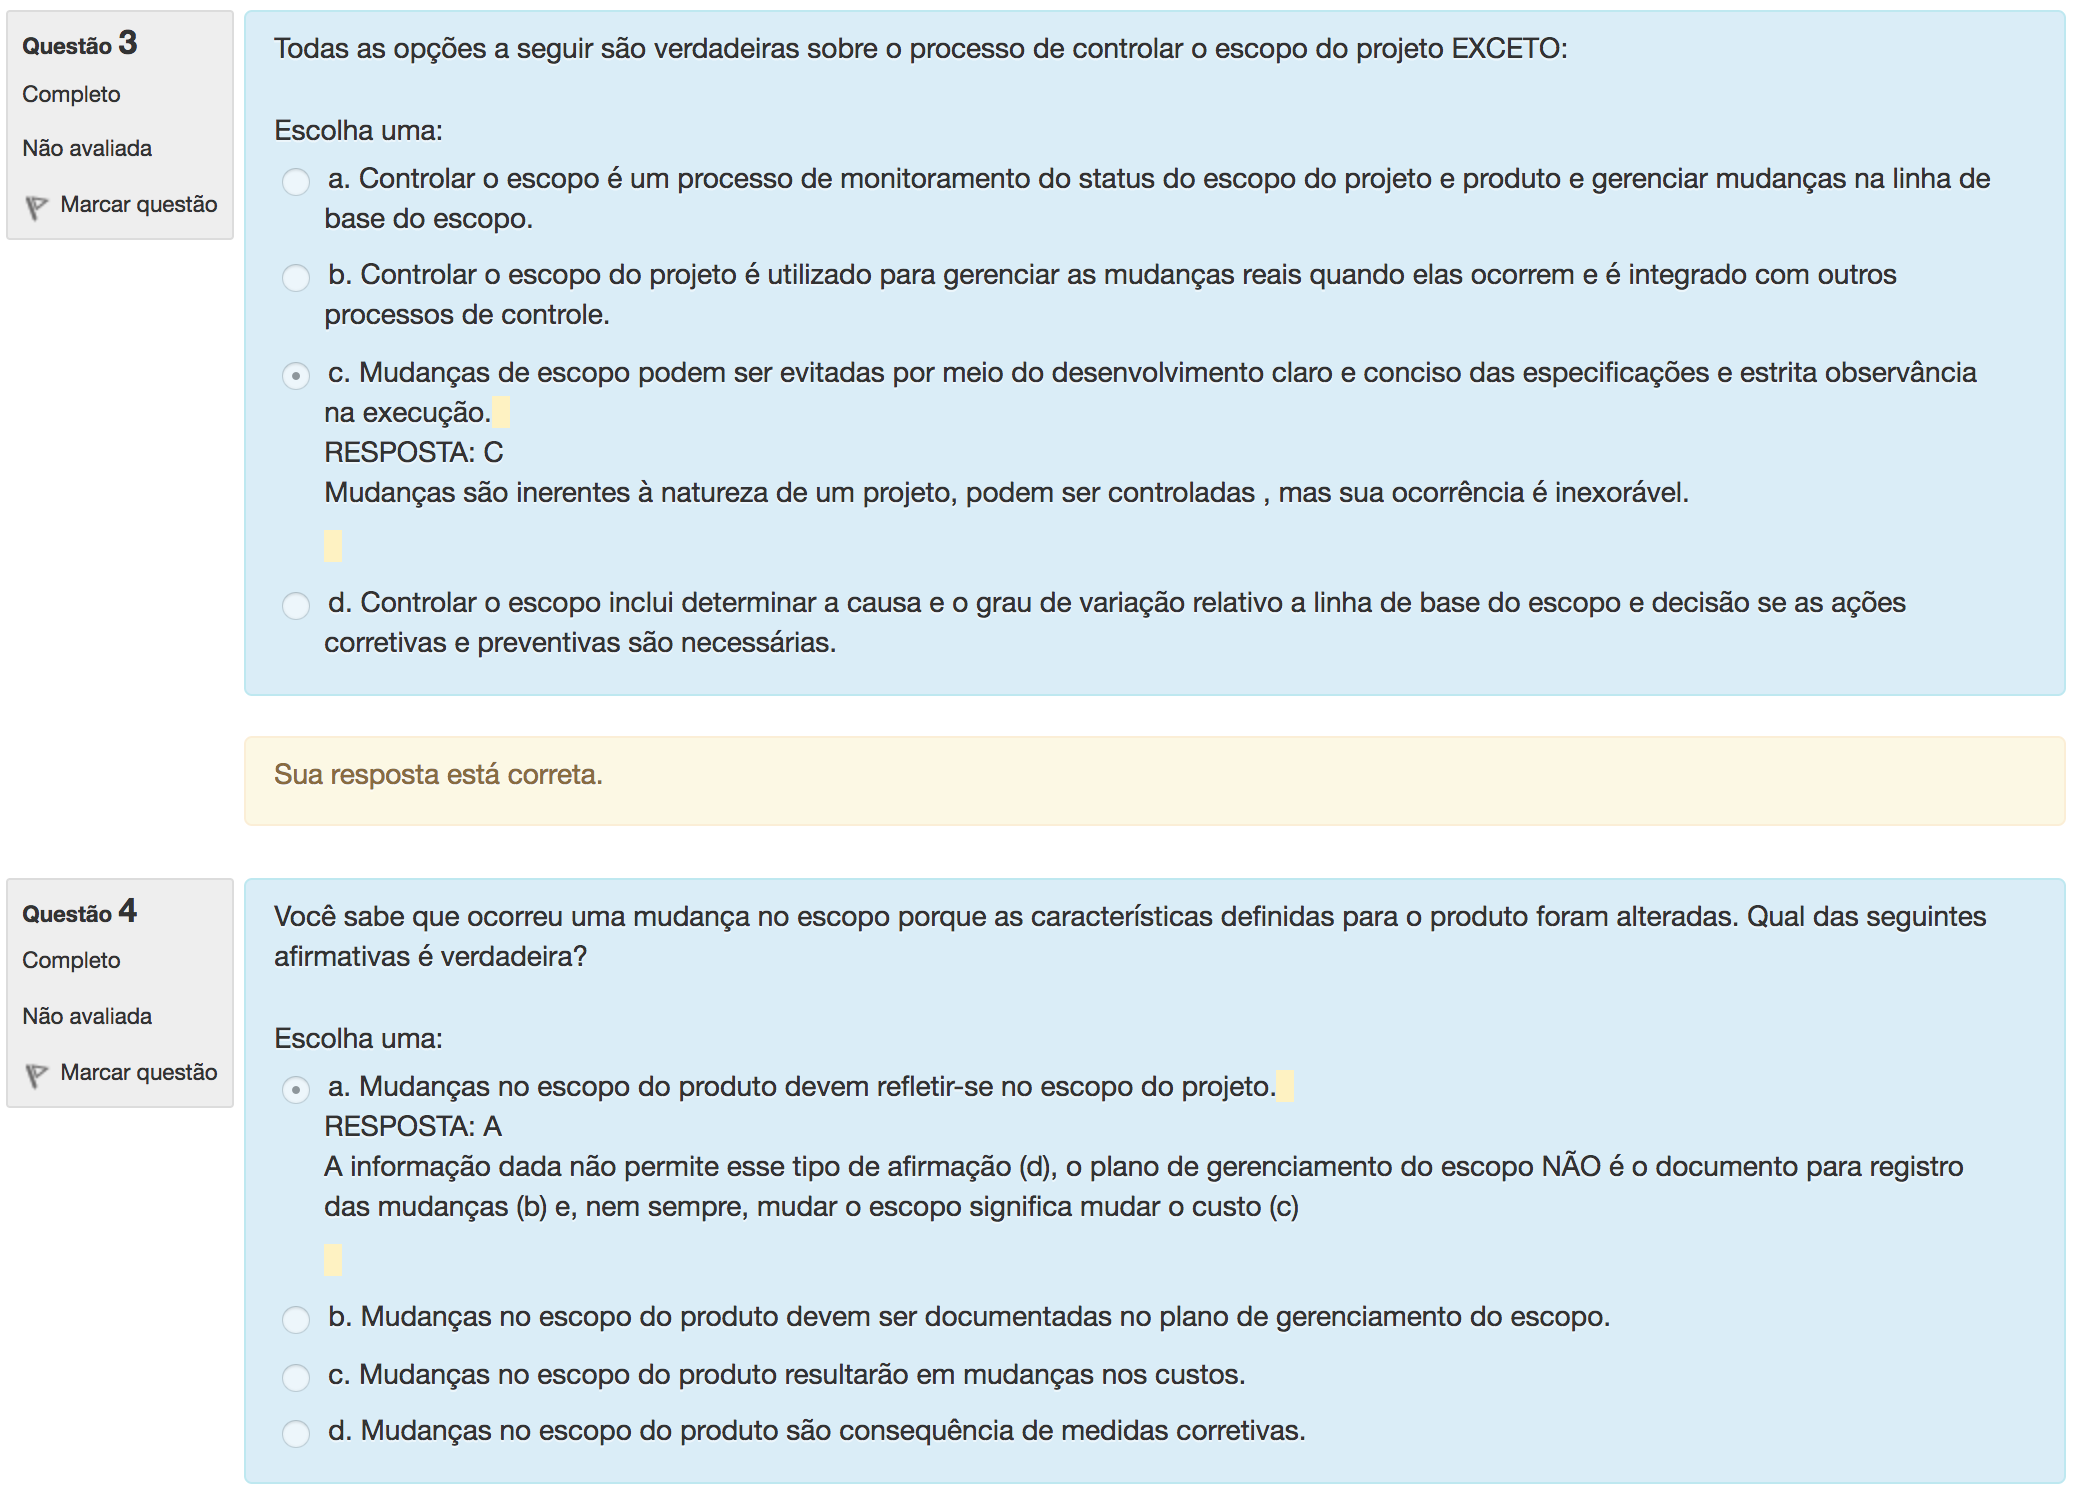 Questão 3
Completo
Não avaliada
Marcar questão
Todas as opções a seguir são verdadeiras sobre o processo de controlar o escopo do projeto EXCETO:
Escolha uma:
a. Controlar o escopo é um processo de monitoramento do status do escopo do projeto e produto e gerenciar mudanças na linha de
base do escopo.
b. Controlar o escopo do projeto é utilizado para gerenciar as mudanças reais quando elas ocorrem e é integrado com outros
processos de controle.
c. Mudanças de escopo podem ser evitadas por meio do desenvolvimento claro e conciso das especificações e estrita observância
na execução.
RESPOSTA: C
Mudanças são inerentes à natureza de um projeto, podem ser controladas , mas sua ocorrência é inexorável.
d. Controlar o escopo inclui determinar a causa e o grau de variação relativo a linha de base do escopo e decisão se as ações
corretivas e preventivas são necessárias.
Sua resposta está correta.
Questão 4
Completo
Não avaliada
Marcar questão
Você sabe que ocorreu uma mudança no escopo porque as características definidas para o produto foram alteradas. Qual das seguintes
afirmativas é verdadeira?
Escolha uma:
a. Mudanças no escopo do produto devem refletir-se no escopo do projeto.
RESPOSTA: A
A informação dada não permite esse tipo de afirmação (d), o plano de gerenciamento do escopo NÃO é o documento para registro
das mudanças (b) e, nem sempre, mudar o escopo significa mudar o custo (c)
b. Mudanças no escopo do produto devem ser documentadas no plano de gerenciamento do escopo.
c. Mudanças no escopo do produto resultarão em mudanças nos custos.
d. Mudanças no escopo do produto são consequência de medidas corretivas.